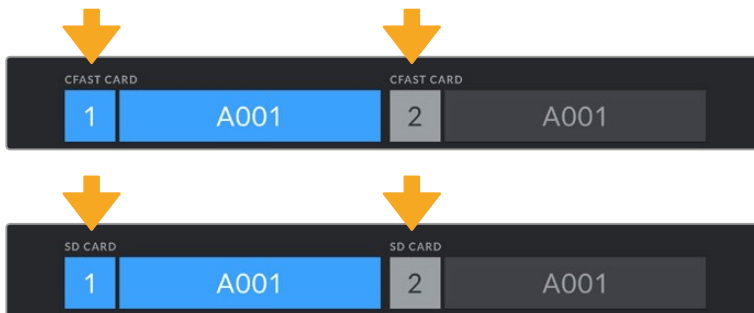 CFAST CARD CFAST CARD
1 A001 2 A001
SD CARD SD CARD
1 A001 2 A001